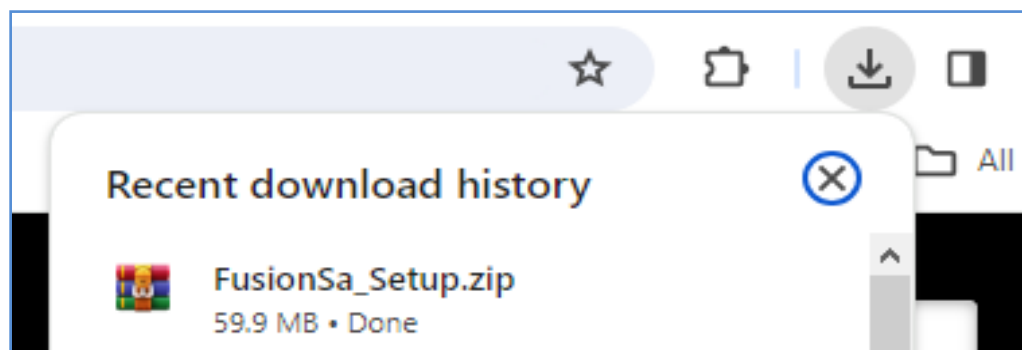 All
Recent download history
FusionSa_Setup.zip
59.9 MB • Done